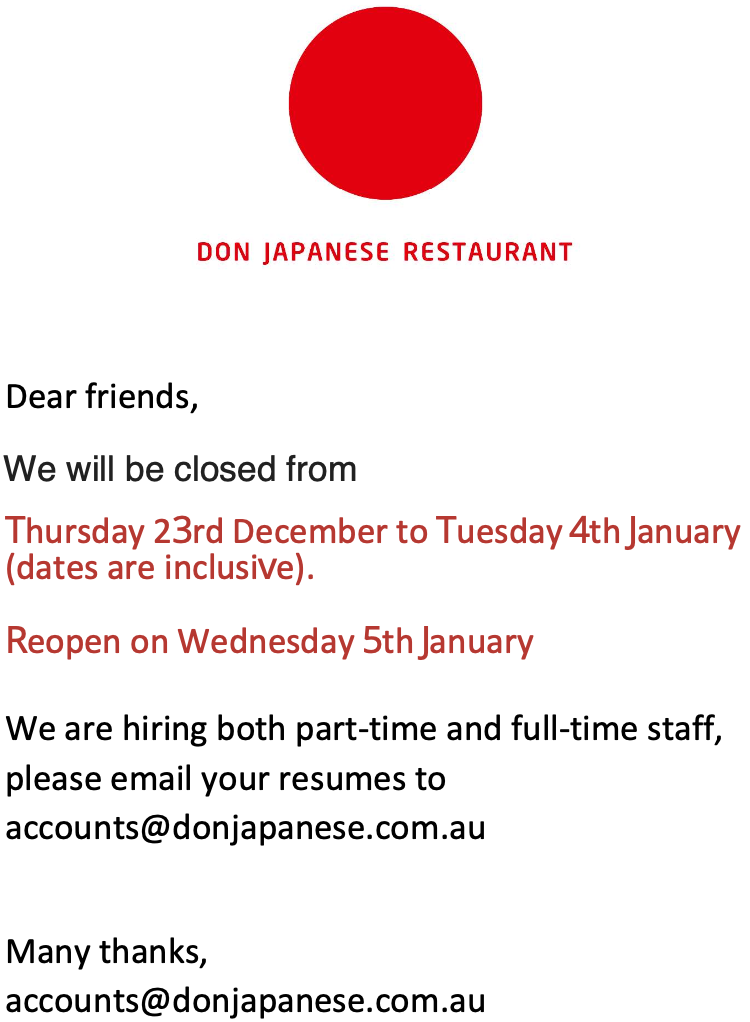 DON JAPANESE RESTAURANT
Dear friends,
We will be closed from
Thursday 23rd December to Tuesday 4th January
(dates are inclusive).
Reopen on Wednesday 5th January
We are hiring both part-time and full-time staff,
please email your resumes to
accounts@donjapanese.com.au
Many thanks,
accounts@donjapanese.com.au